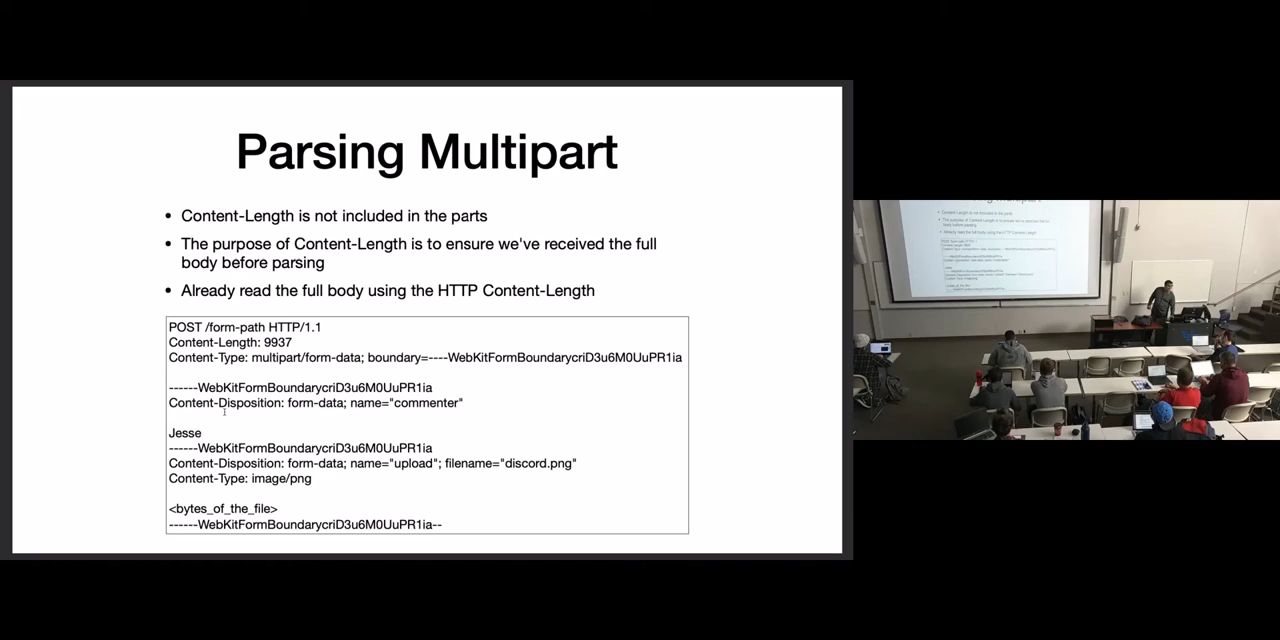 Parsing Multipart
• Content-Length is not included in the parts
• The purpose of Content-Length is to ensure we've received the full
body before parsing
• Already read the full body using the HTTP Content-Length
POST /form-path HTTP/1.1
Content-Length: 9937
Content-Type: multipart/form-data; boundary=----WebKitFormBoundarycriD3u6M0UuPR1ia
------WebKitFormBoundarycriD3u6M0UuPR1ia
Content-Disposition: form-data; name="commenter"
Jesse
------WebKitFormBoundarycriD3u6M0UuPR1ia
Content-Disposition: form-data; name="upload"; filename="discord.png"
Content-Type: image/png
<bytes_of_the_file>
------WebKitFormBoundarycriD3u6M0UuPR1ia--